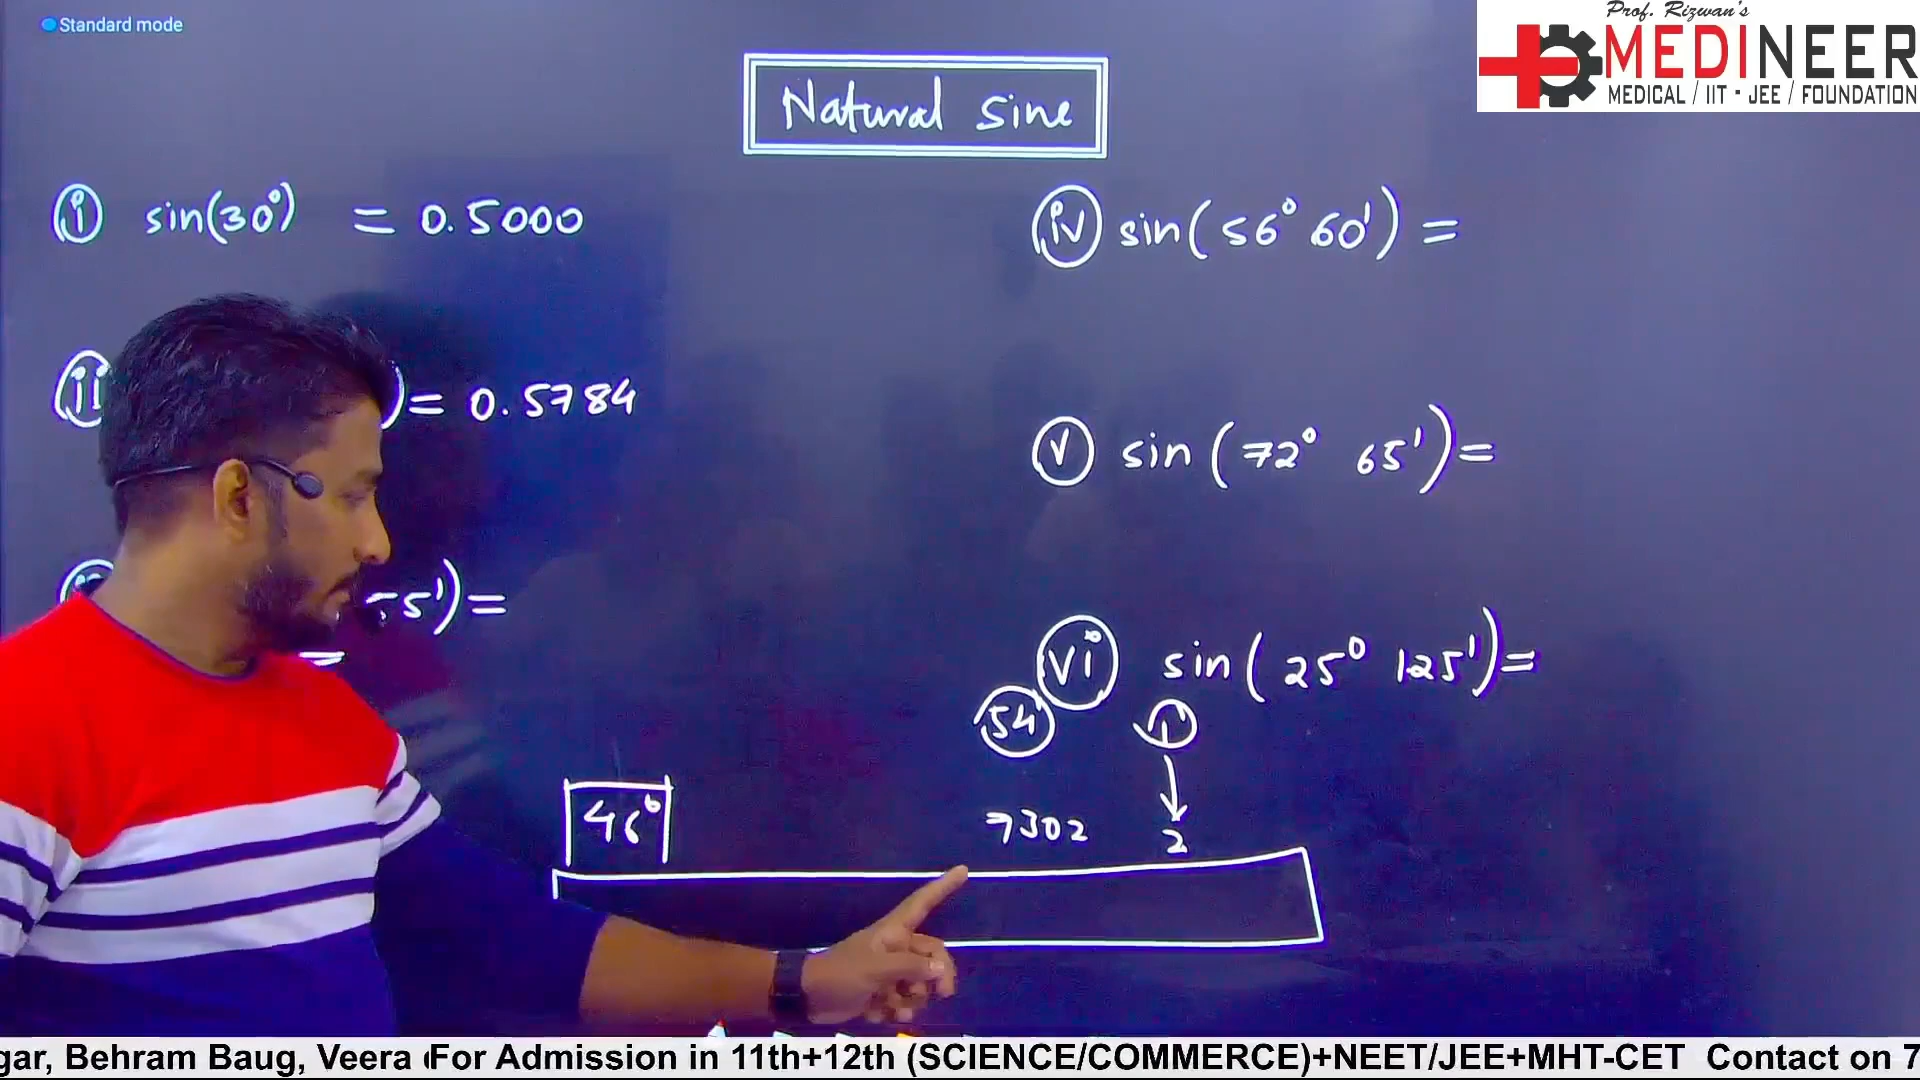 Standard mode
Prof. Rizwan's
MEDINEER
MEDICAL / IIT - JEE / FOUNDATION
Natural Sine
(i) sin(30°) = 0.5000
(ii) ) = 0.5784
5') =
(iv) sin(56° 60') =
(v) sin(72° 65') =
(vi) sin(25° 125') =
54' 1'
46° 7302 2
gar, Behram Baug, Veera For Admission in 11th+12th (SCIENCE/COMMERCE)+NEET/JEE+MHT-CET Contact on 7